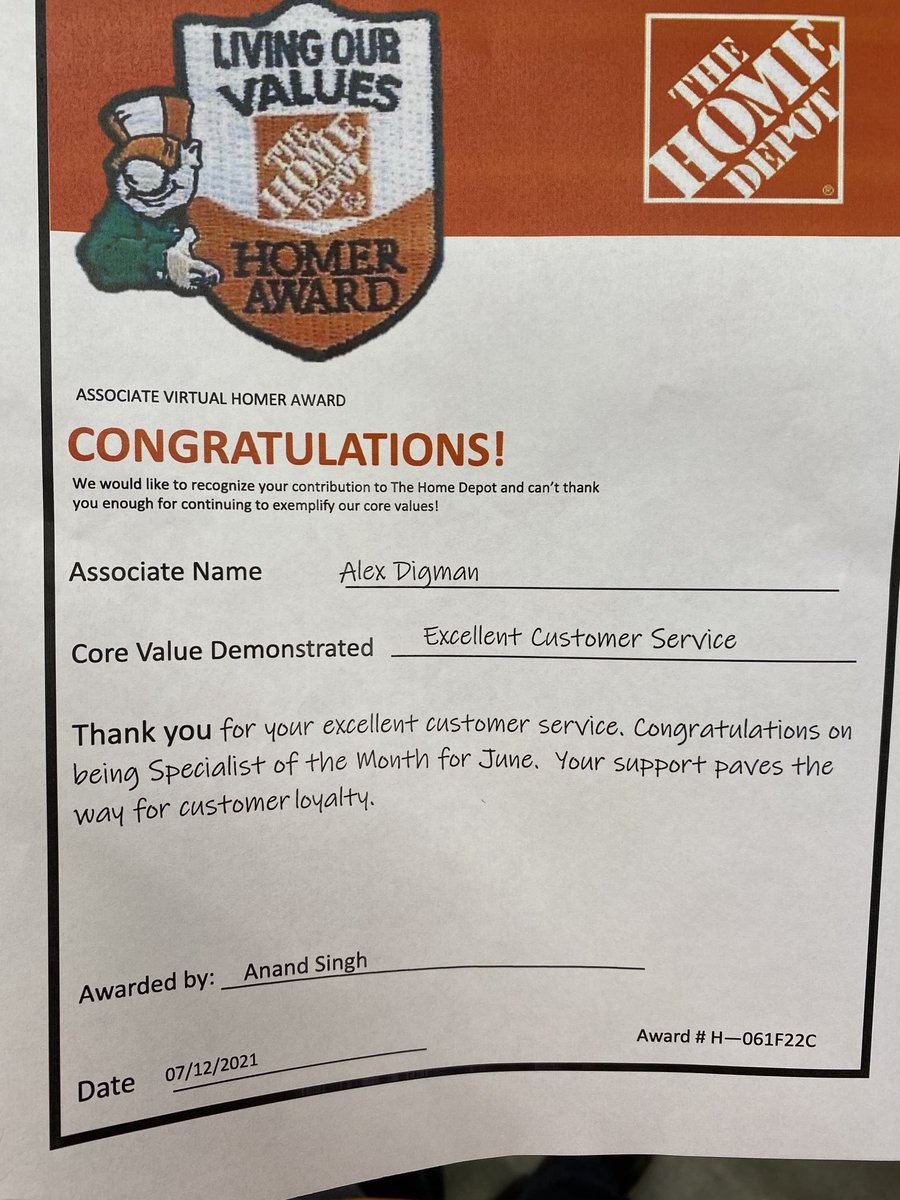 LIVING OUR
VALUES
THE
HOME
DEPOT
HOMER
AWARD
THE
HOME
DEPOT
®
ASSOCIATE VIRTUAL HOMER AWARD
CONGRATULATIONS!
We would like to recognize your contribution to The Home Depot and can’t thank
you enough for continuing to exemplify our core values!
Associate Name Alex Digman
Core Value Demonstrated Excellent Customer Service
Thank you for your excellent customer service. Congratulations on
being Specialist of the Month for June. Your support paves the
way for customer loyalty.
Awarded by: Anand Singh
Award # H—061F22C
Date 07/12/2021